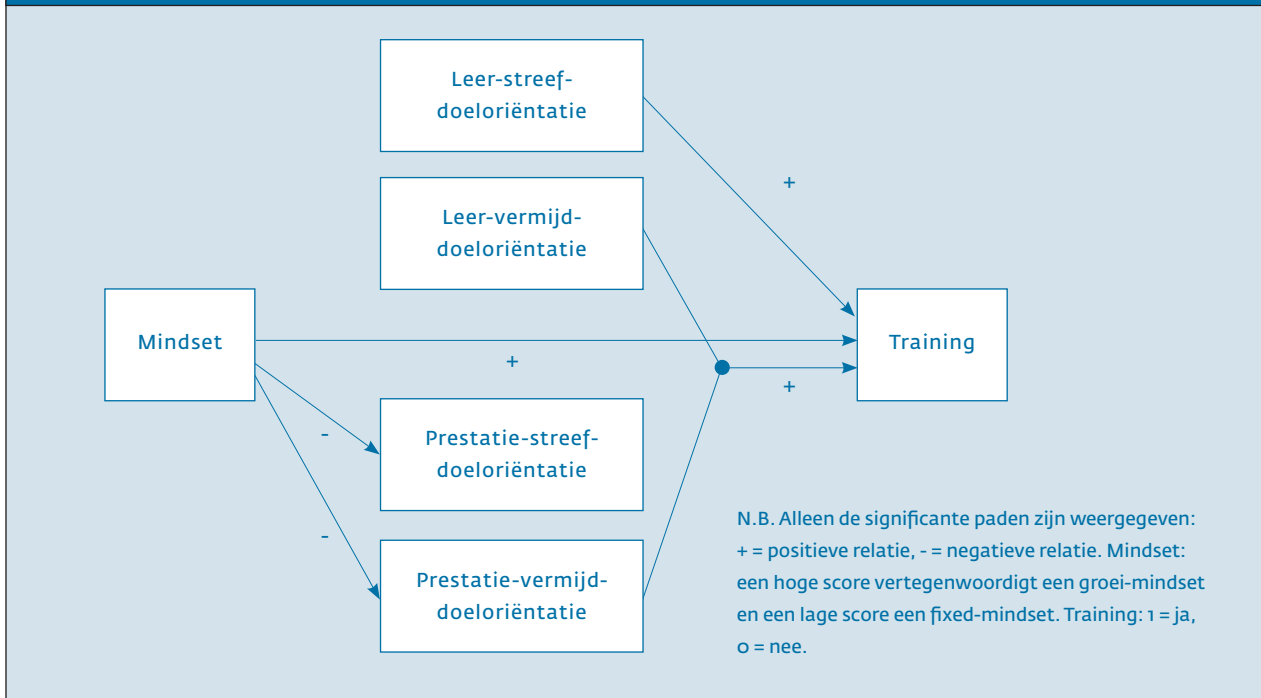 Leer-streef-
doeloriëntatie
+
Leer-vermijd-
doeloriëntatie
Mindset
Training
+
+
-
Prestatie-streef-
doeloriëntatie
-
Prestatie-vermijd-
doeloriëntatie
N.B. Alleen de significante paden zijn weergegeven:
+ = positieve relatie, - = negatieve relatie. Mindset:
een hoge score vertegenwoordigt een groei-mindset
en een lage score een fixed-mindset. Training: 1 = ja,
0 = nee.